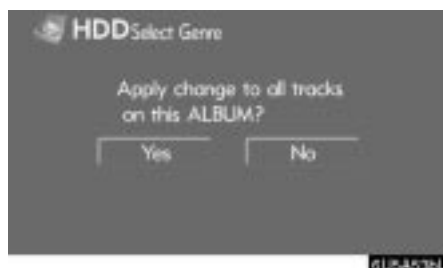 HDD Select Genre
Apply change to all tracks
on this ALBUM?
Yes No